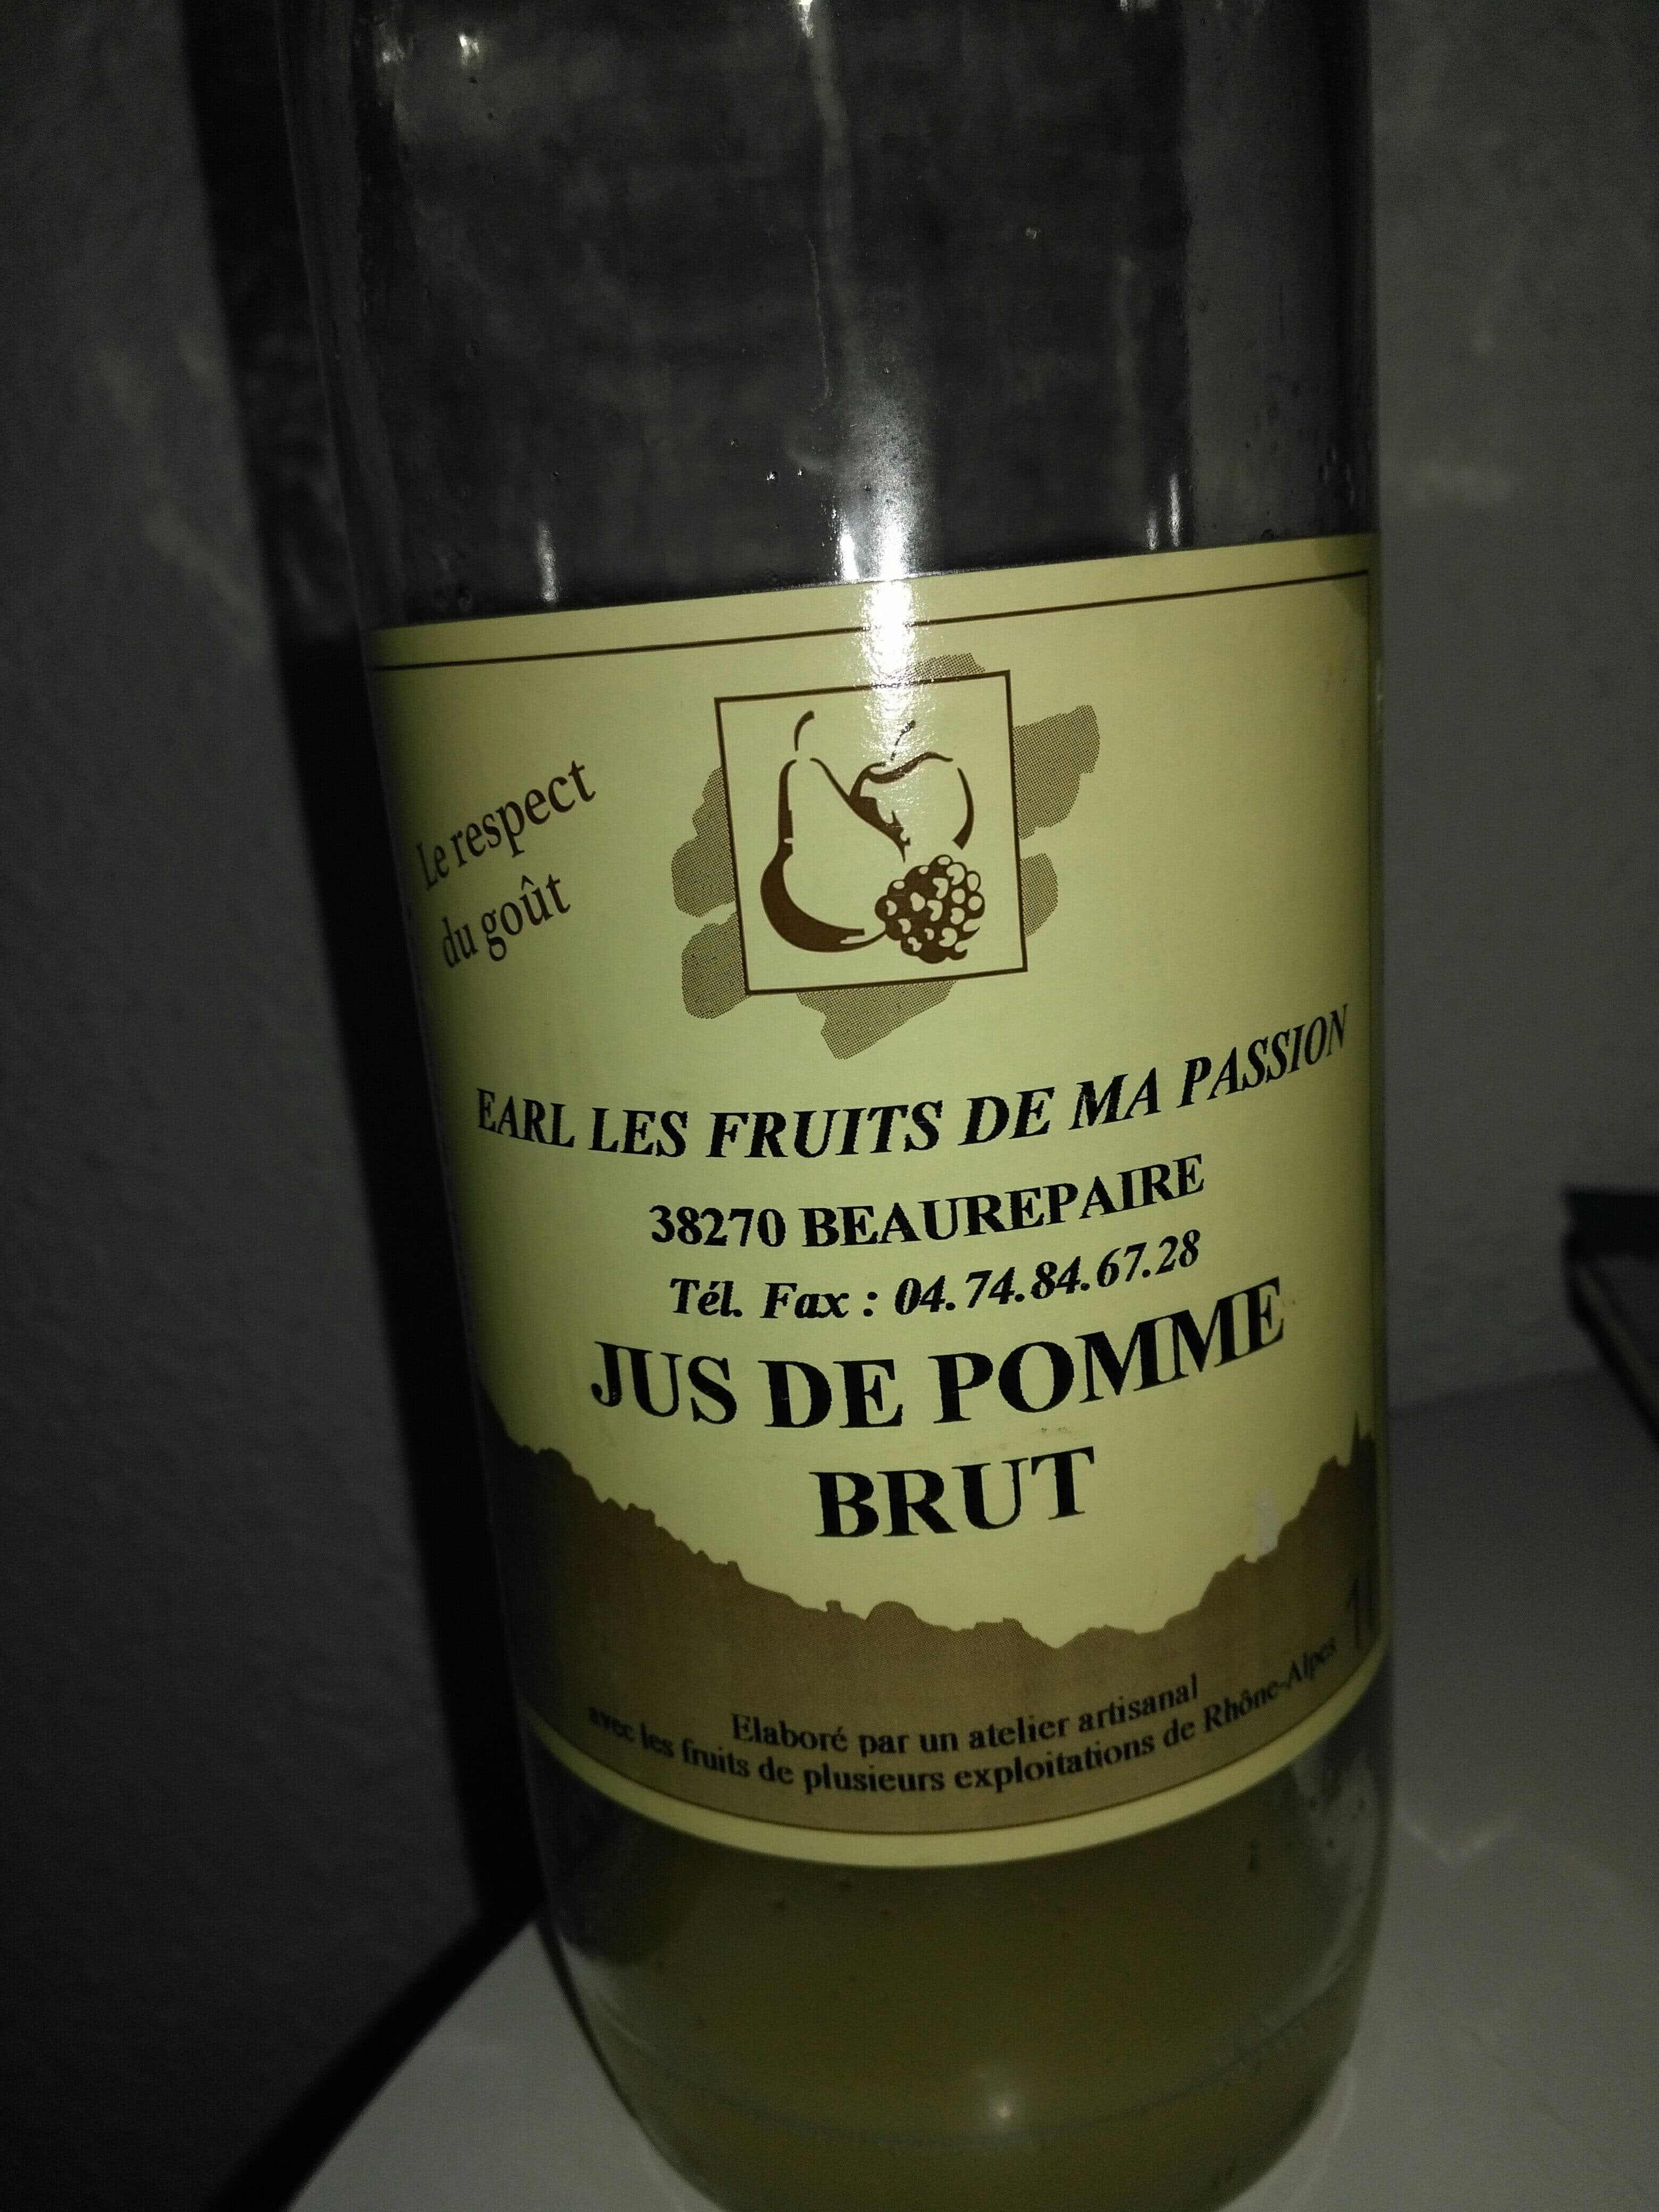 Le respect
du goût
EARL LES FRUITS DE MA PASSION
38270 BEAUREPAIRE
Tél. Fax : 04.74.84.67.28
JUS DE POMME
BRUT
1l
Elaboré par un atelier artisanal
avec les fruits de plusieurs exploitations de Rhône-Alpes